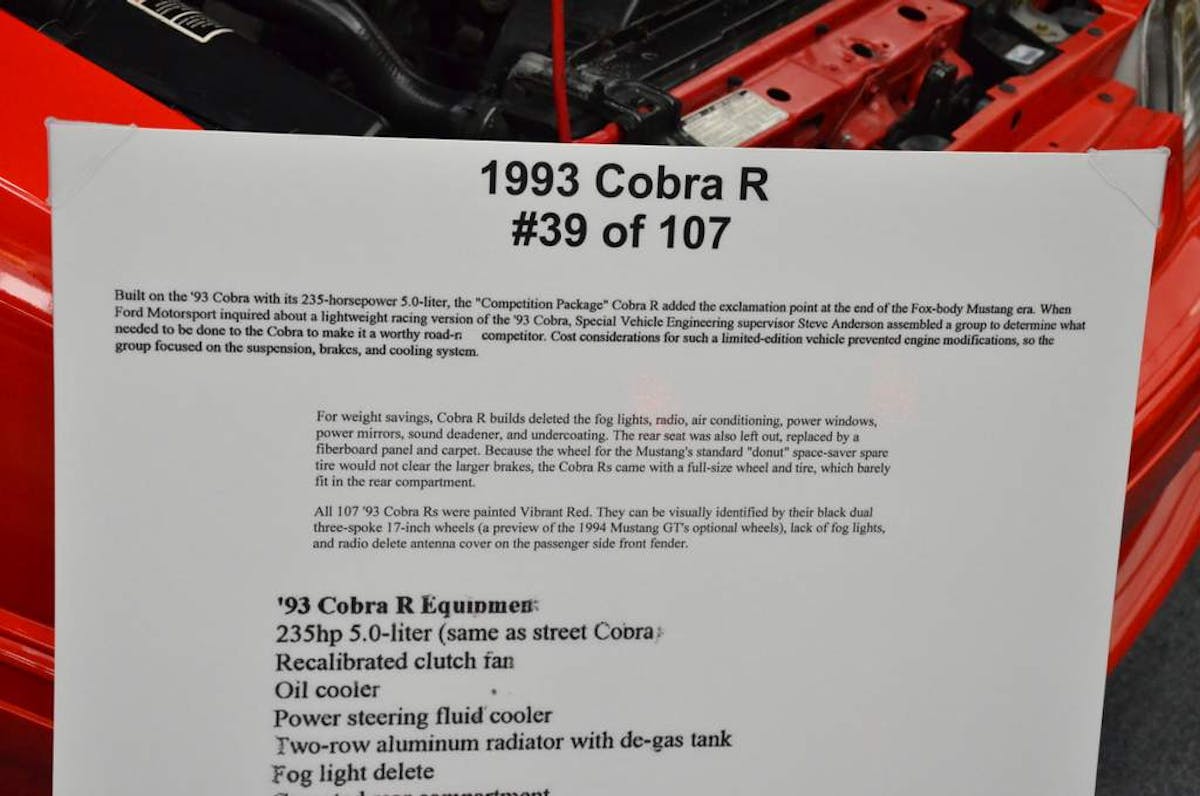 1993 Cobra R
#39 of 107
Built on the '93 Cobra with its 235-horsepower 5.0-liter, the "Competition Package" Cobra R added the exclamation point at the end of the Fox-body Mustang era. When
Ford Motorsport inquired about a lightweight racing version of the '93 Cobra, Special Vehicle Engineering supervisor Steve Anderson assembled a group to determine what
needed to be done to the Cobra to make it a worthy competitor. Cost considerations for such a limited-edition vehicle prevented engine modifications, so the
group focused on the suspension, brakes, and cooling system.
For weight savings, Cobra R builds deleted the fog lights, radio, air conditioning, power windows,
power mirrors, sound deadener, and undercoating. The rear seat was also left out, replaced by a
fiberboard panel and carpet. Because the wheel for the Mustang's standard "donut" space-saver spare
tire would not clear the larger brakes, the Cobra Rs came with a full-size wheel and tire, which barely
fit in the rear compartment.
All 107 '93 Cobra Rs were painted Vibrant Red. They can be visually identified by their black dual
three-spoke 17-inch wheels (a preview of the 1994 Mustang GT's optional wheels), lack of fog lights,
and radio delete antenna cover on the passenger side front fender.
'93 Cobra R Equipmen
235hp 5.0-liter (same as street Cobra)
Recalibrated clutch fan
Oil cooler
Power steering fluid cooler
Two-row aluminum radiator with de-gas tank
Fog light delete